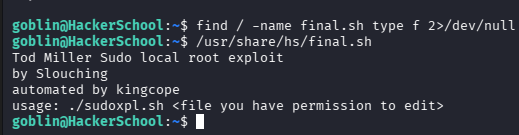 goblin@HackerSchool:~$ find / -name final.sh type f 2>/dev/null
goblin@HackerSchool:~$ /usr/share/hs/final.sh
Tod Miller Sudo local root exploit
by Slouching
automated by kingcope
usage: ./sudoxpl.sh <file you have permission to edit>
goblin@HackerSchool:~$